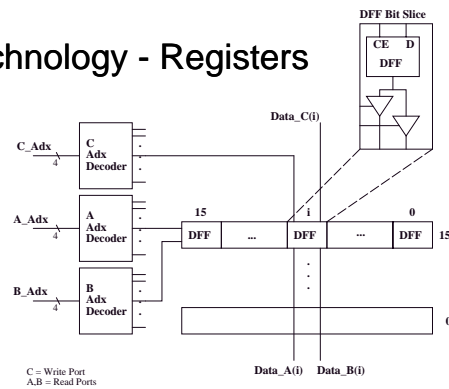 DFF Bit Slice
chnology - Registers
CE D
DFF
Data_C(i)
C_Adx
4
C
Adx
Decoder
A_Adx
4
A
Adx
Decoder
15 i 0
DFF ... DFF ... DFF 15
B_Adx
4
B
Adx
Decoder
0
Data_A(i) Data_B(i)
C = Write Port
A,B = Read Ports